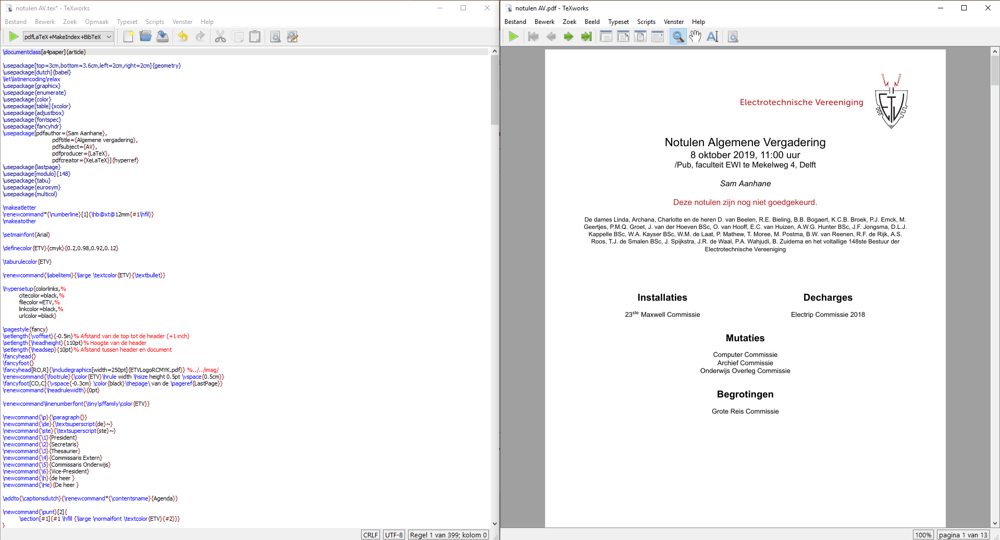 notulen AV.tex* - TeXworks
Bestand Bewerk Zoek Opmaak Typeset Scripts Venster Help
pdfLaTeX+MakeIndex+BibTeX
\documentclass[a4paper]{article}
\usepackage[top=3cm,bottom=3.6cm,left=2cm,right=2cm]{geometry}
\usepackage[dutch]{babel}
\let\latinencoding\relax
\usepackage{graphicx}
\usepackage{enumerate}
\usepackage{color}
\usepackage[table]{xcolor}
\usepackage{adjustbox}
\usepackage{fontspec}
\usepackage{fancyhdr}
\usepackage[pdfauthor={Sam Aanhane},
pdftitle={Algemene vergadering},
pdfsubject={AV},
pdfproducer={LaTeX},
pdfcreator={XeLaTeX}]{hyperref}
\usepackage{lastpage}
\usepackage[modulo]{148}
\usepackage{tabu}
\usepackage{eurosym}
\usepackage{multicol}
\makeatletter
\renewcommand*{\numberline}[1]{\hb@xt@12mm{#1\hfil}}
\makeatother
\setmainfont{Arial}
\definecolor{ETV}{cmyk}{0.2,0.98,0.92,0.12}
\taburulecolor{ETV}
\renewcommand{\labelitemi}{\large \textcolor{ETV}{\textbullet}}
\hypersetup{colorlinks,%
citecolor=black,%
filecolor=ETV,%
linkcolor=black,%
urlcolor=black}
\pagestyle{fancy}
\setlength{\voffset}{-0.5in}% Afstand van de top tot de header (+1 inch)
\setlength{\headheight}{110pt}% Hoogte van de header
\setlength{\headsep}{10pt}% Afstand tussen header en document
\fancyhead{}
\fancyfoot{}
\fancyhead[RO,R]{\includegraphics[width=250pt]{ETVLogoRCMYK.pdf}} %../../imag/
\renewcommand{\footrule}{\color{ETV}\hrule width \hsize height 0.5pt \vspace{0.5cm}}
\fancyfoot[CO,C]{\vspace{-0.3cm} \color{black}\thepage\ van de \pageref{LastPage}}
\renewcommand{\headrulewidth}{0pt}
\renewcommand\linenumberfont{\tiny\sffamily\color{ETV}}
\newcommand{\p}{\paragraph{}}
\newcommand{\de}{\textsuperscript{de}~}
\newcommand{\ste}{\textsuperscript{ste}~}
\newcommand{\1}{President}
\newcommand{\2}{Secretaris}
\newcommand{\3}{Thesaurier}
\newcommand{\4}{Commissaris Extern}
\newcommand{\5}{Commissaris Onderwijs}
\newcommand{\6}{Vice-President}
\newcommand{\h}{de heer }
\newcommand{\He}{De heer }
\addto{\captionsdutch}{\renewcommand*{\contentsname}{Agenda}}
\newcommand{\punt}[2]{
\section[#1]{#1 \hfill {\large \normalfont \textcolor{ETV}{#2}}}
}
CRLF UTF-8 Regel 1 van 399; kolom 0
notulen AV.pdf - TeXworks
Bestand Bewerk Zoek Beeld Typeset Scripts Venster Help
Electrotechnische Vereeniging
ETV
Notulen Algemene Vergadering
8 oktober 2019, 11:00 uur
/Pub, faculteit EWI te Mekelweg 4, Delft
Sam Aanhane
Deze notulen zijn nog niet goedgekeurd.
De dames Linda, Archana, Charlotte en de heren D. van Beelen, R.E. Bieling, B.B. Bogaert, K.C.B. Broek, P.J. Emck, M.
Geertjes, P.M.Q. Groet, J. van der Hoeven BSc, O. van Hooff, E.C. van Huizen, A.W.G. Hunter BSc, J.F. Jongsma, D.L.J.
Kappelle BSc, W.A. Kayser BSc, W.M. de Laat, P. Mathew, T. Moree, M. Postma, B.W. van Reenen, R.F. de Rijk, A.S.
Roos, T.J. de Smalen BSc, J. Spijkstra, J.R. de Waal, P.A. Wahjudi, B. Zuidema en het voltallige 148ste Bestuur der
Electrotechnische Vereeniging
Installaties Decharges
23ste Maxwell Commissie Electrip Commissie 2018
Mutaties
Computer Commissie
Archief Commissie
Onderwijs Overleg Commissie
Begrotingen
Grote Reis Commissie
100% pagina 1 van 13